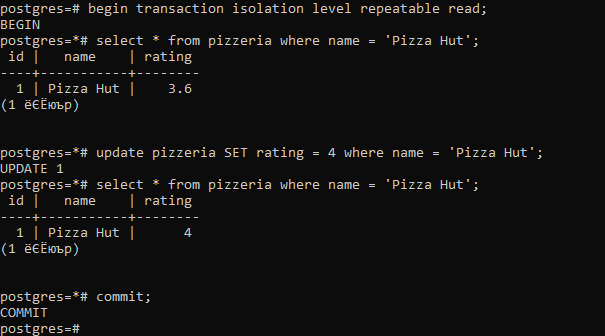 postgres=# begin transaction isolation level repeatable read;
BEGIN
postgres=*# select * from pizzeria where name = 'Pizza Hut';
 id |   name    | rating
----+-----------+--------
  1 | Pizza Hut |    3.6
(1 ёЄЁюър)
postgres=*# update pizzeria SET rating = 4 where name = 'Pizza Hut';
UPDATE 1
postgres=*# select * from pizzeria where name = 'Pizza Hut';
 id |   name    | rating
----+-----------+--------
  1 | Pizza Hut |      4
(1 ёЄЁюър)
postgres=*# commit;
COMMIT
postgres=#